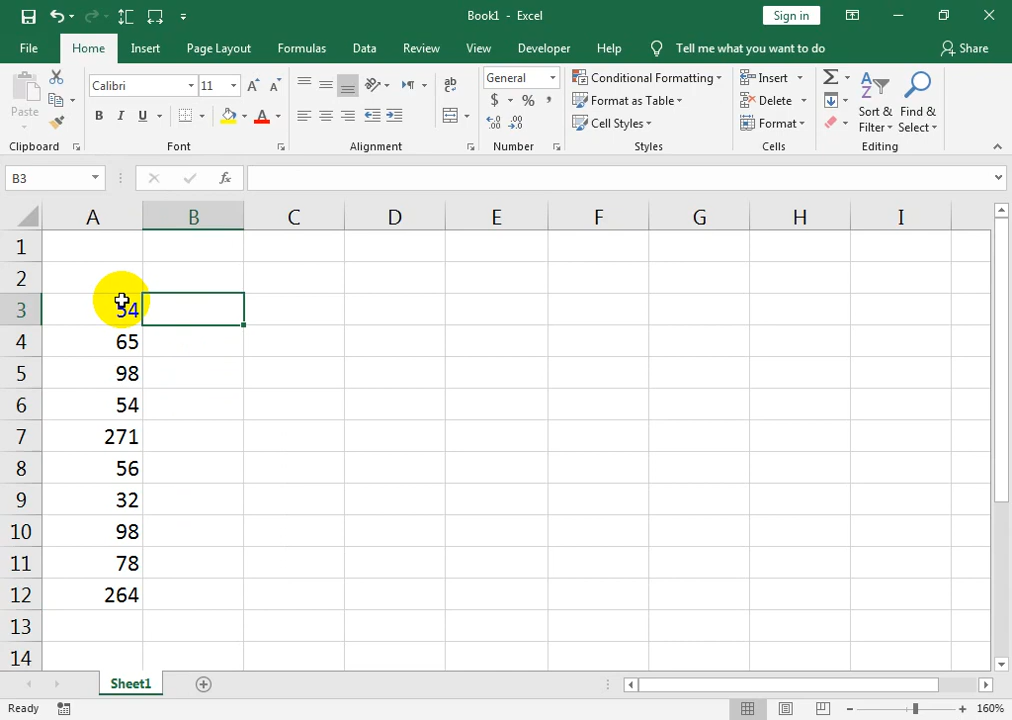 Book1 - Excel
Sign in
File Home Insert Page Layout Formulas Data Review View Developer Help Tell me what you want to do Share
Paste
Calibri 11
B I U
General
$ % ,
Conditional Formatting
Format as Table
Cell Styles
Insert
Delete
Format
Sort & Filter
Find & Select
Clipboard Font Alignment Number Styles Cells Editing
B3 fx
A B C D E F G H I
1
2
3 54
4 65
5 98
6 54
7 271
8 56
9 32
10 98
11 78
12 264
13
14
Sheet1
Ready 160%